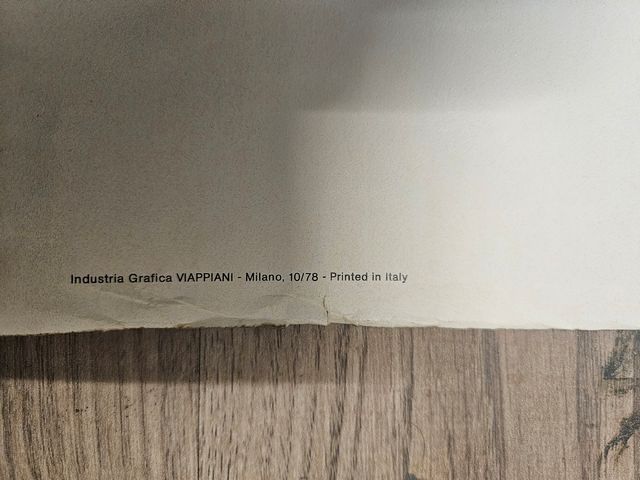 Industria Grafica VIAPPIANI - Milano, 10/78 - Printed in Italy